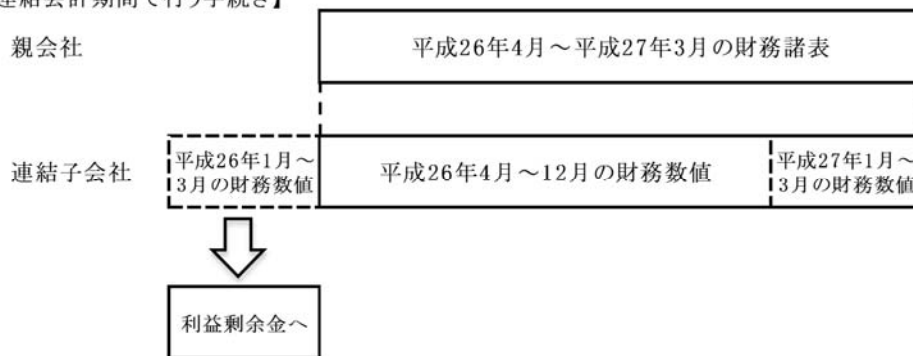 連結会計期間で行う手続き】
親会社
平成26年4月～平成27年3月の財務諸表
連結子会社
平成26年1月～
3月の財務数値
平成26年4月～12月の財務数値
平成27年1月～
3月の財務数値
利益剰余金へ